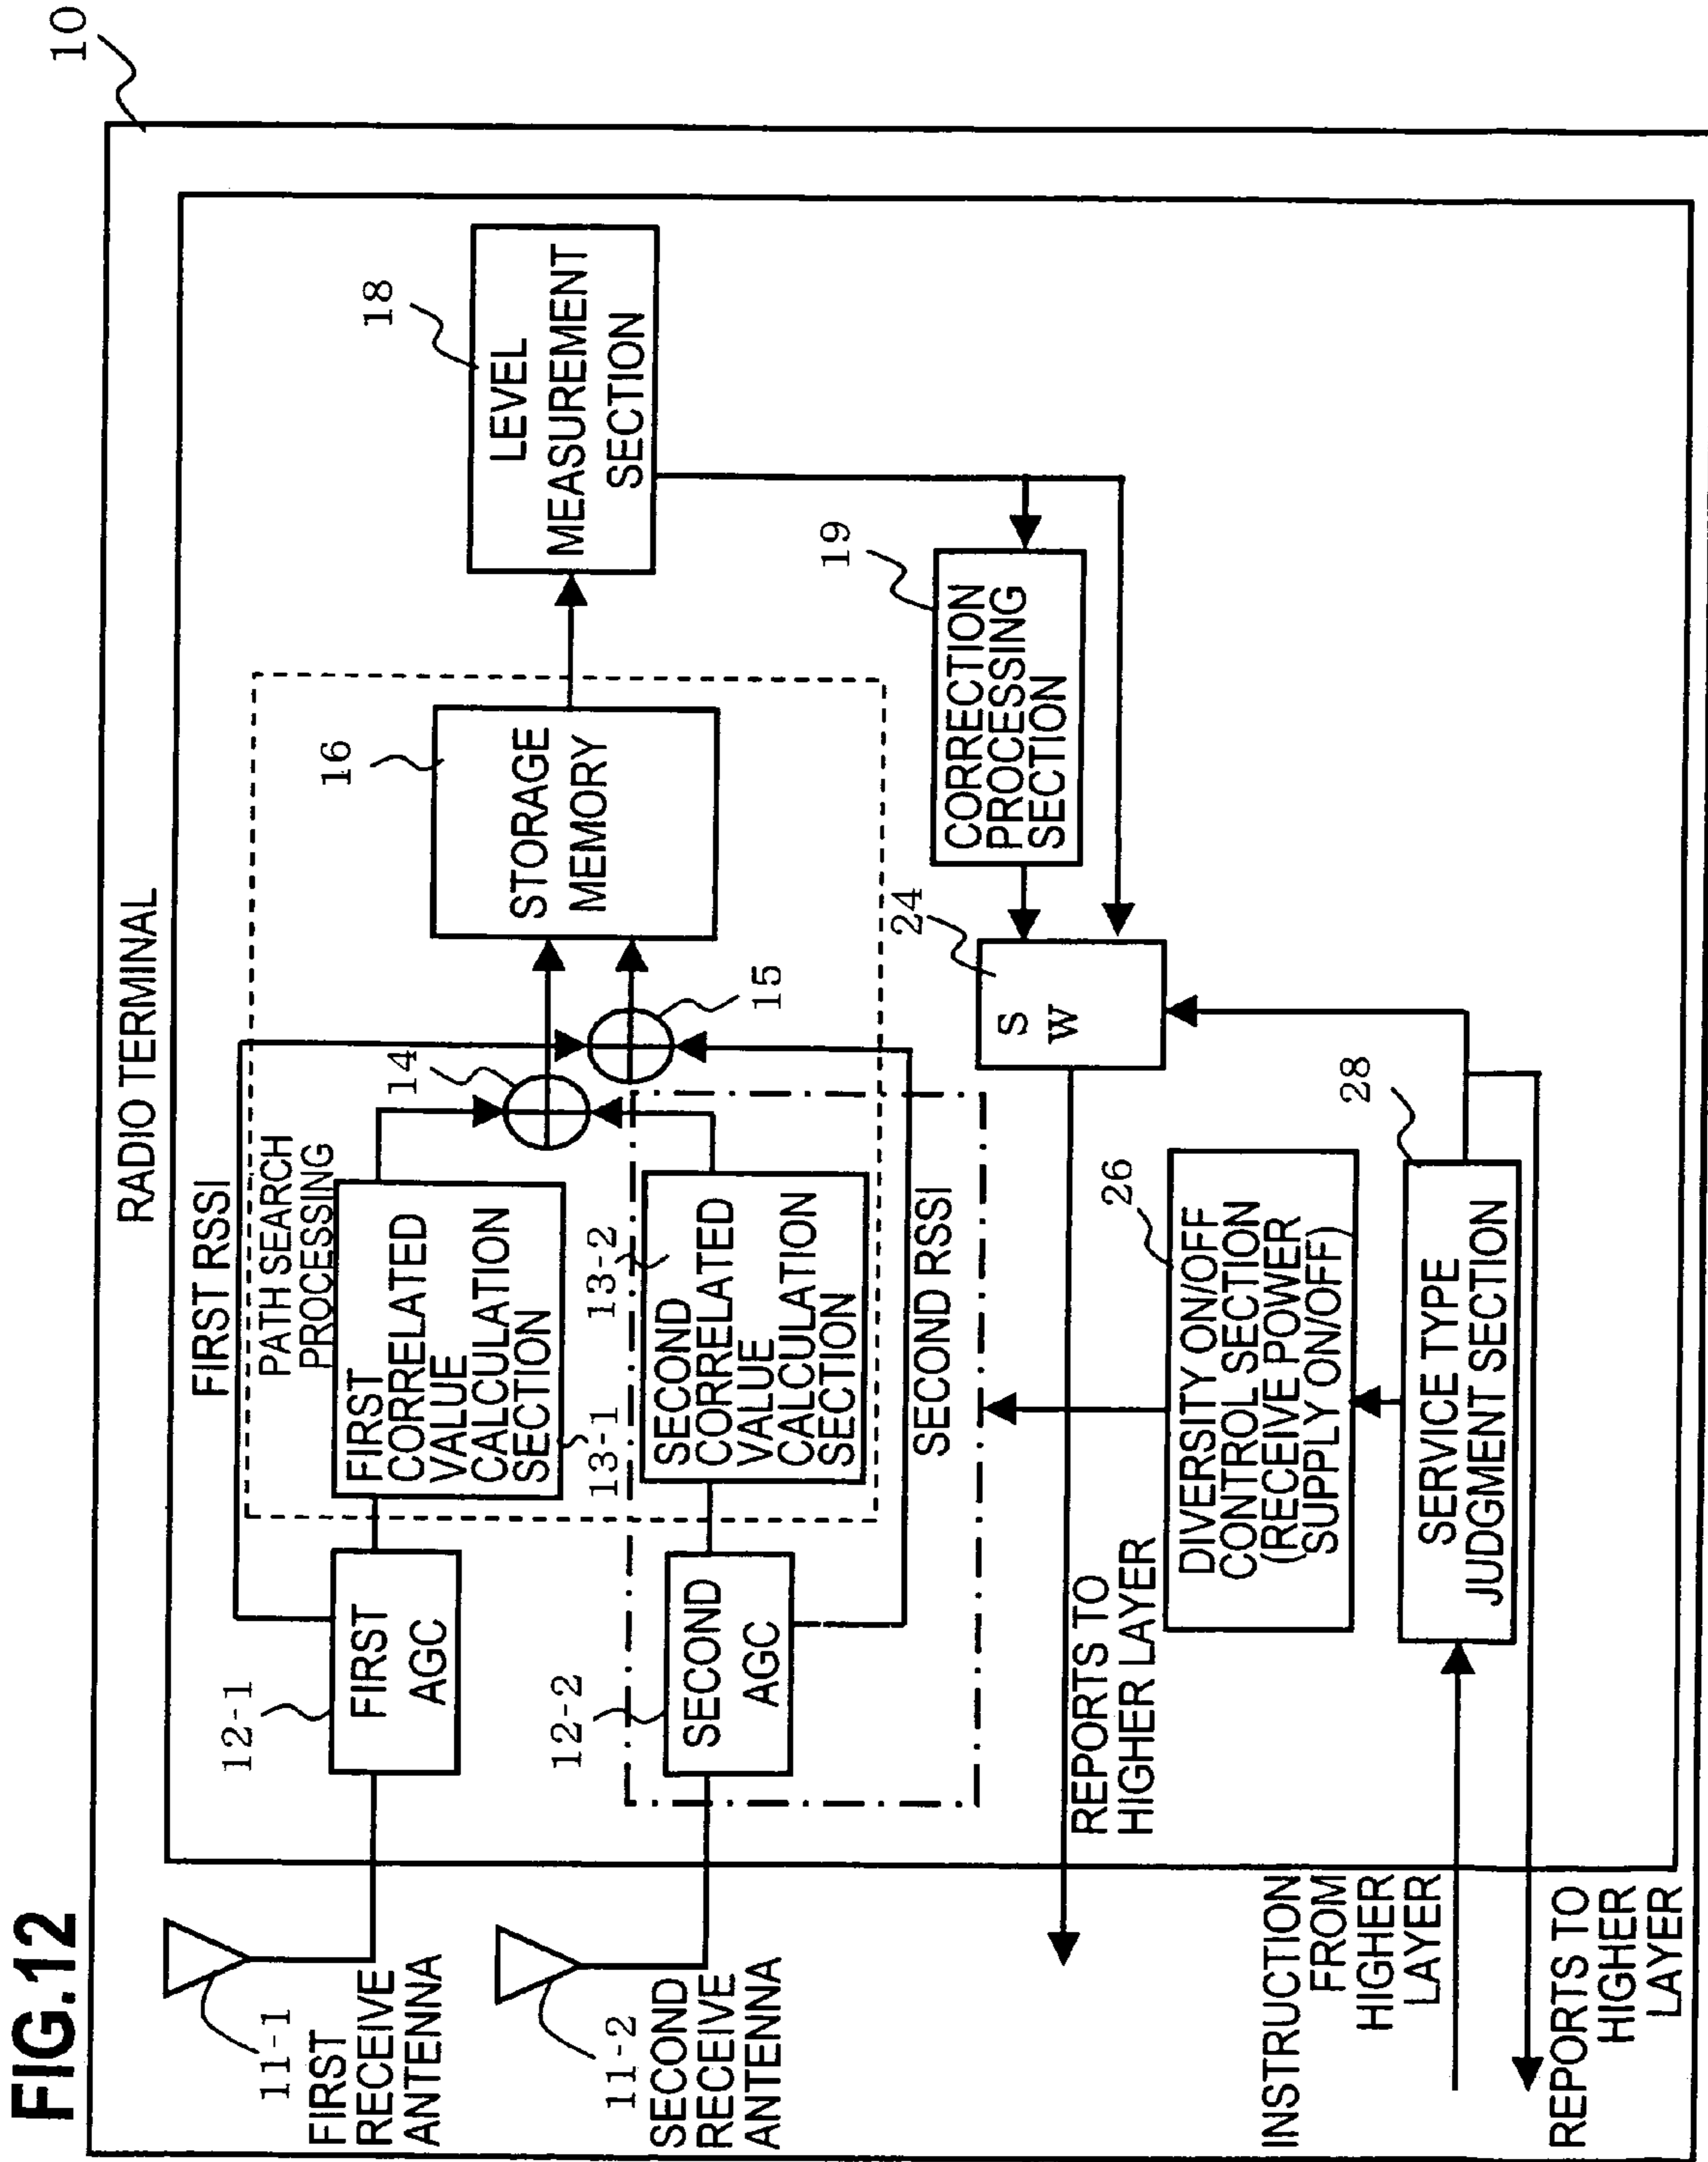 FIG.12
10
RADIO TERMINAL
FIRST RSSI
PATH SEARCH
PROCESSING
11-1
FIRST
RECEIVE
ANTENNA
12-1
FIRST
AGC
FIRST
CORRELATED
VALUE
CALCULATION
SECTION
13-1
14
15
16
STORAGE
MEMORY
18
LEVEL
MEASUREMENT
SECTION
11-2
SECOND
RECEIVE
ANTENNA
12-2
SECOND
AGC
13-2
SECOND
CORRELATED
VALUE
CALCULATION
SECTION
SECOND RSSI
19
CORRECTION
PROCESSING
SECTION
24
S
W
REPORTS TO
HIGHER LAYER
26
DIVERSITY ON/OFF
CONTROL SECTION
(RECEIVE POWER
SUPPLY ON/OFF)
28
SERVICE TYPE
JUDGMENT SECTION
INSTRUCTION
FROM
HIGHER
LAYER
REPORTS TO
HIGHER
LAYER